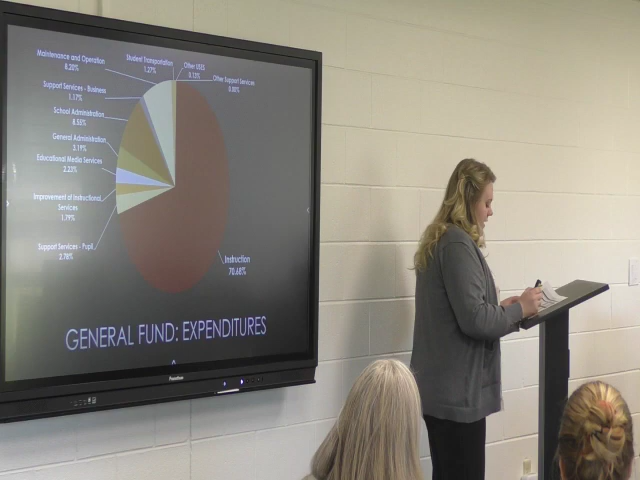 Maintenance and Operation
8.20%
Student Transportation
1.27%
Other USES
0.13%
Other Support Services
0.00%
Support Services - Business
1.17%
School Administration
8.55%
General Administration
3.19%
Educational Media Services
2.23%
Improvement of Instructional
Services
1.79%
Support Services - Pupil
2.78%
Instruction
70.68%
GENERAL FUND: EXPENDITURES
Promethean